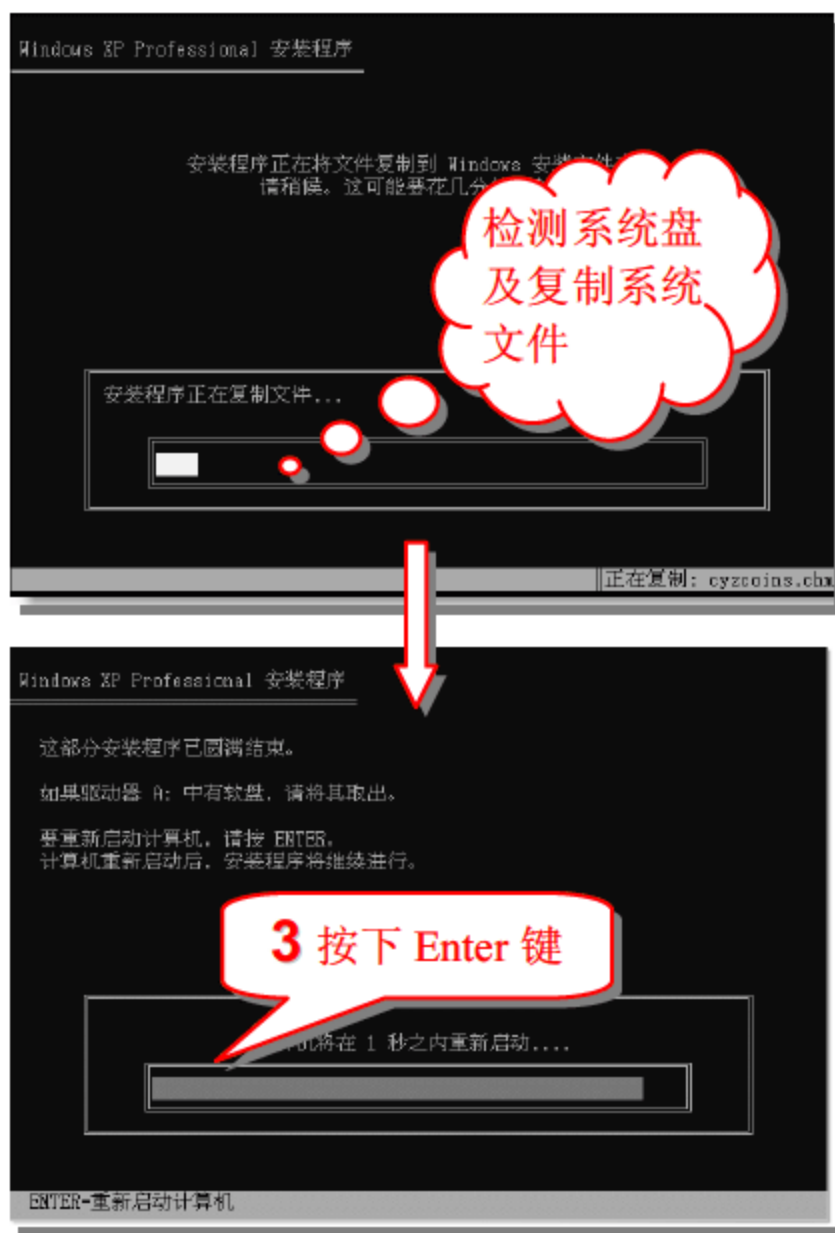 Windows XP Professional 安装程序
安装程序正在将文件复制到 Windows 安装文件
请稍候。这可能要花几分
检测系统盘
及复制系统
文件
安装程序正在复制文件...
正在复制: cyzcoins.chm
Windows XP Professional 安装程序
这部分安装程序已圆满结束。
如果驱动器 A: 中有软盘，请将其取出。
要重新启动计算机，请按 ENTER。
计算机重新启动后，安装程序将继续进行。
3 按下 Enter 键
机将在 1 秒之内重新启动....
ENTER=重新启动计算机